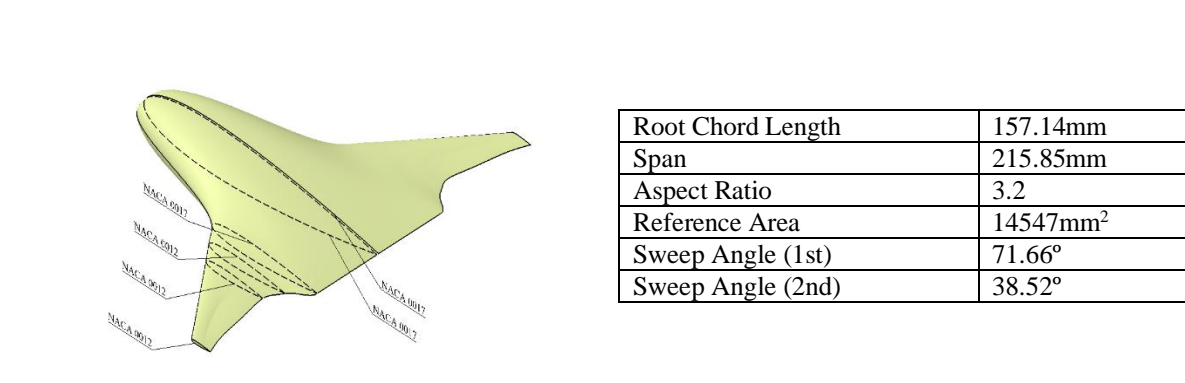 NACA 0017
NACA 0012
NACA 0012
NACA 0012
NACA 0017
NACA 0017
Root Chord Length 157.14mm
Span 215.85mm
Aspect Ratio 3.2
Reference Area 14547mm²
Sweep Angle (1st) 71.66º
Sweep Angle (2nd) 38.52º